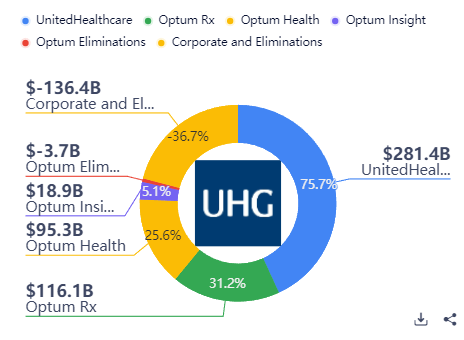 UnitedHealthcare Optum Rx Optum Health Optum Insight
Optum Eliminations Corporate and Eliminations
$-136.4B
Corporate and El...
-36.7%
$-3.7B
Optum Elim...
$18.9B
Optum Insi...
5.1%
$95.3B
Optum Health
25.6%
$116.1B
Optum Rx
31.2%
$281.4B
UnitedHeal...
75.7%
UHG